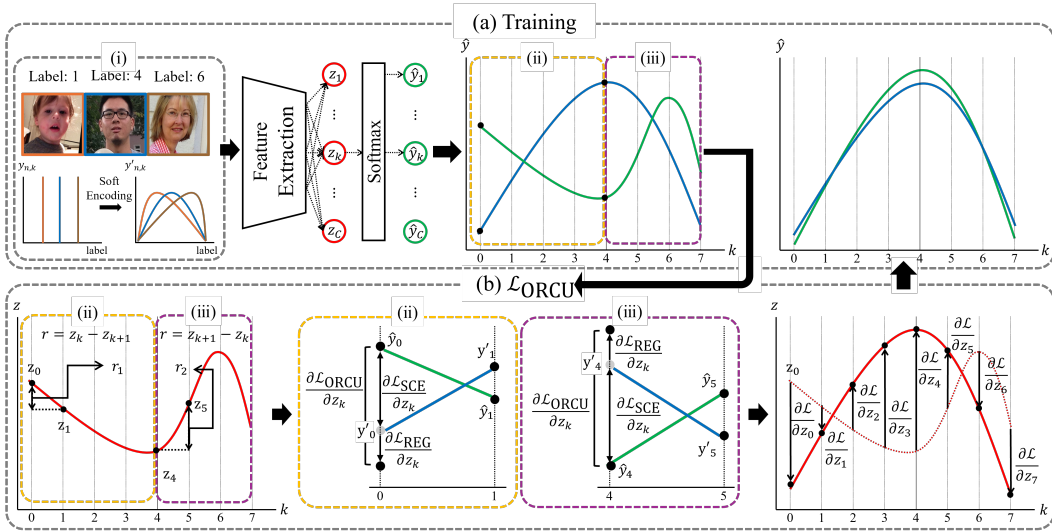 (a) Training
(i)
Label: 1 Label: 4 Label: 6
y_{n,k}
y'_{n,k}
Soft
Encoding
label
label
Feature
Extraction
z_1
...
z_k
...
z_C
Softmax
ŷ_1
...
ŷ_k
...
ŷ_C
ŷ
(ii)
(iii)
0 1 2 3 4 5 6 7 k
ŷ
0 1 2 3 4 5 6 7 k
(b) ℒ_ORCU
z
(ii)
(iii)
r = z_k − z_{k+1}
r = z_{k+1} − z_k
z_0
r_1
z_1
r_2
z_5
z_4
0 1 2 3 4 5 6 7 k
(ii)
ŷ_0
y'_1
∂ℒ_ORCU/∂z_k
∂ℒ_SCE/∂z_k
ŷ_1
y'_0
∂ℒ_REG/∂z_k
0 1
(iii)
∂ℒ_REG/∂z_k
y'_4
ŷ_5
∂ℒ_ORCU/∂z_k
∂ℒ_SCE/∂z_k
y'_5
ŷ_4
4 5
z
z_0
∂ℒ/∂z_0
∂ℒ/∂z_1
∂ℒ/∂z_2
∂ℒ/∂z_3
∂ℒ/∂z_4
∂ℒ/∂z_5
∂ℒ/∂z_6
∂ℒ/∂z_7
0 1 2 3 4 5 6 7 k